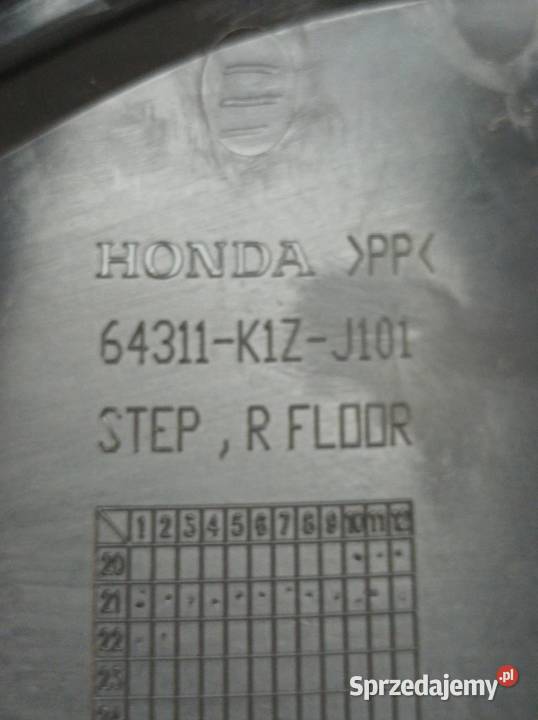 HONDA >PP<
64311-K1Z-J101
STEP , R FLOOR
1 2 3 4 5 6 7 8 9 10 11 12
20
21
22
23
Sprzedajemy.pl